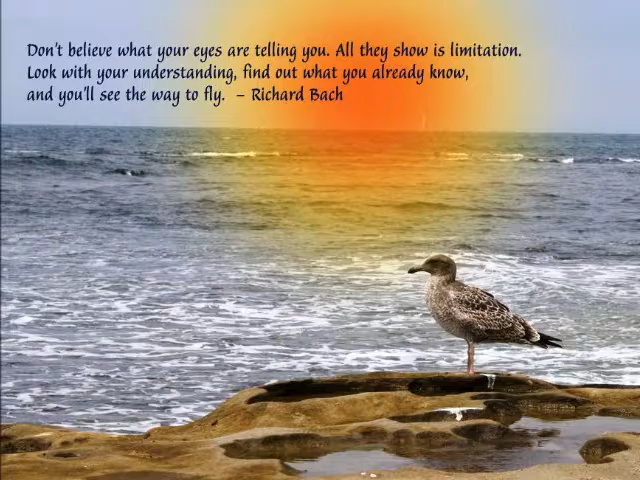 Don't believe what your eyes are telling you. All they show is limitation.
Look with your understanding, find out what you already know,
and you'll see the way to fly. – Richard Bach